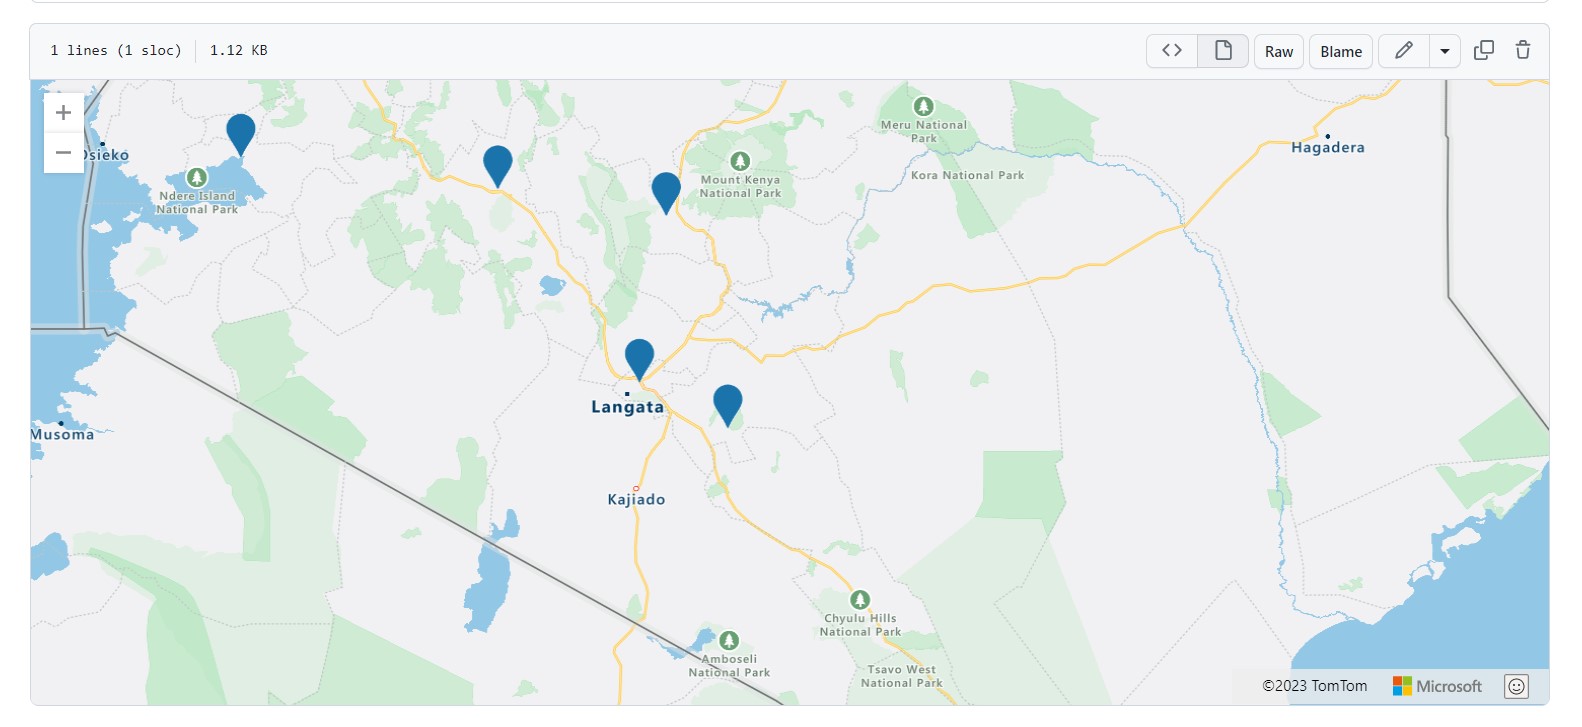 1 lines (1 sloc)
1.12 KB
Raw
Blame
+
−
Osieko
Ndere Island
National Park
Mount Kenya
National Park
Meru National
Park
Kora National Park
Hagadera
Langata
Musoma
Kajiado
Chyulu Hills
National Park
Amboseli
National Park
Tsavo West
National Park
©2023 TomTom
Microsoft